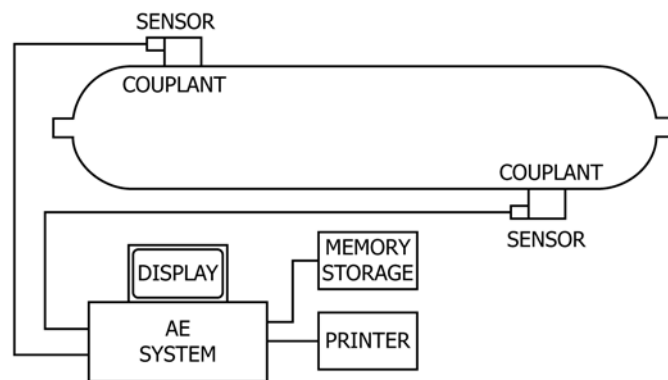 SENSOR
COUPLANT
COUPLANT
SENSOR
DISPLAY
MEMORY
STORAGE
AE
SYSTEM
PRINTER